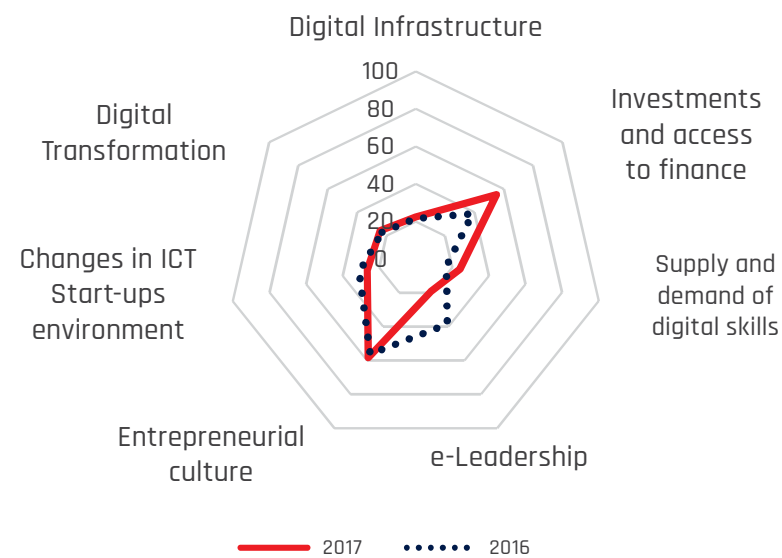 Digital Infrastructure
100
80
60
40
20
0
Investments
and access
to finance
Supply and
demand of
digital skills
e-Leadership
Entrepreneurial
culture
Changes in ICT
Start-ups
environment
Digital
Transformation
2017
2016